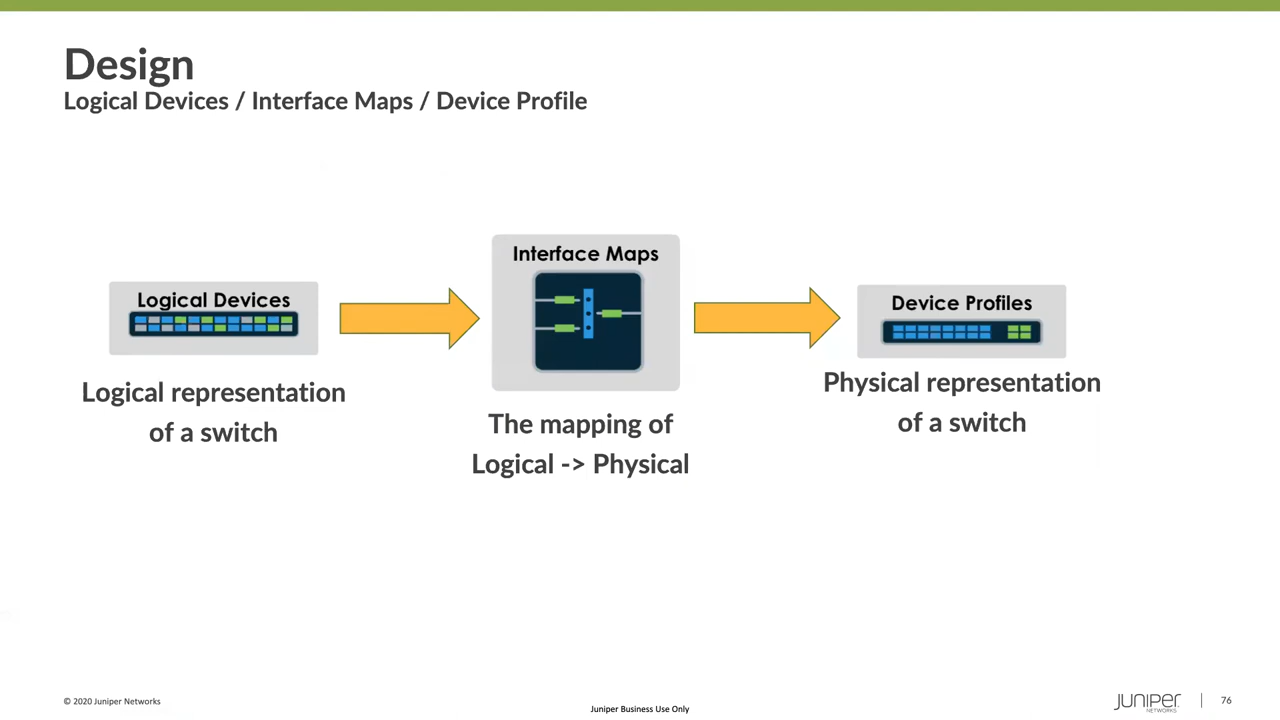 Design
Logical Devices / Interface Maps / Device Profile
Logical Devices
Logical representation
of a switch
Interface Maps
The mapping of
Logical -> Physical
Device Profiles
Physical representation
of a switch
© 2020 Juniper Networks
Juniper Business Use Only
JUNIPER
NETWORKS
76